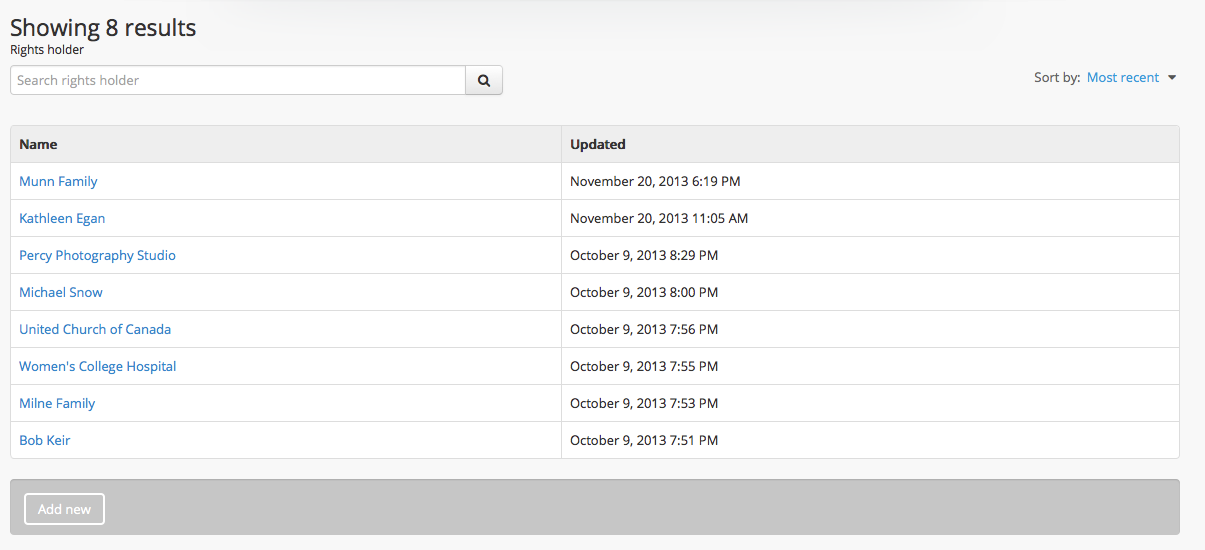 Showing 8 results
Rights holder
Search rights holder
Sort by: Most recent
Name Updated
Munn Family November 20, 2013 6:19 PM
Kathleen Egan November 20, 2013 11:05 AM
Percy Photography Studio October 9, 2013 8:29 PM
Michael Snow October 9, 2013 8:00 PM
United Church of Canada October 9, 2013 7:56 PM
Women's College Hospital October 9, 2013 7:55 PM
Milne Family October 9, 2013 7:53 PM
Bob Keir October 9, 2013 7:51 PM
Add new